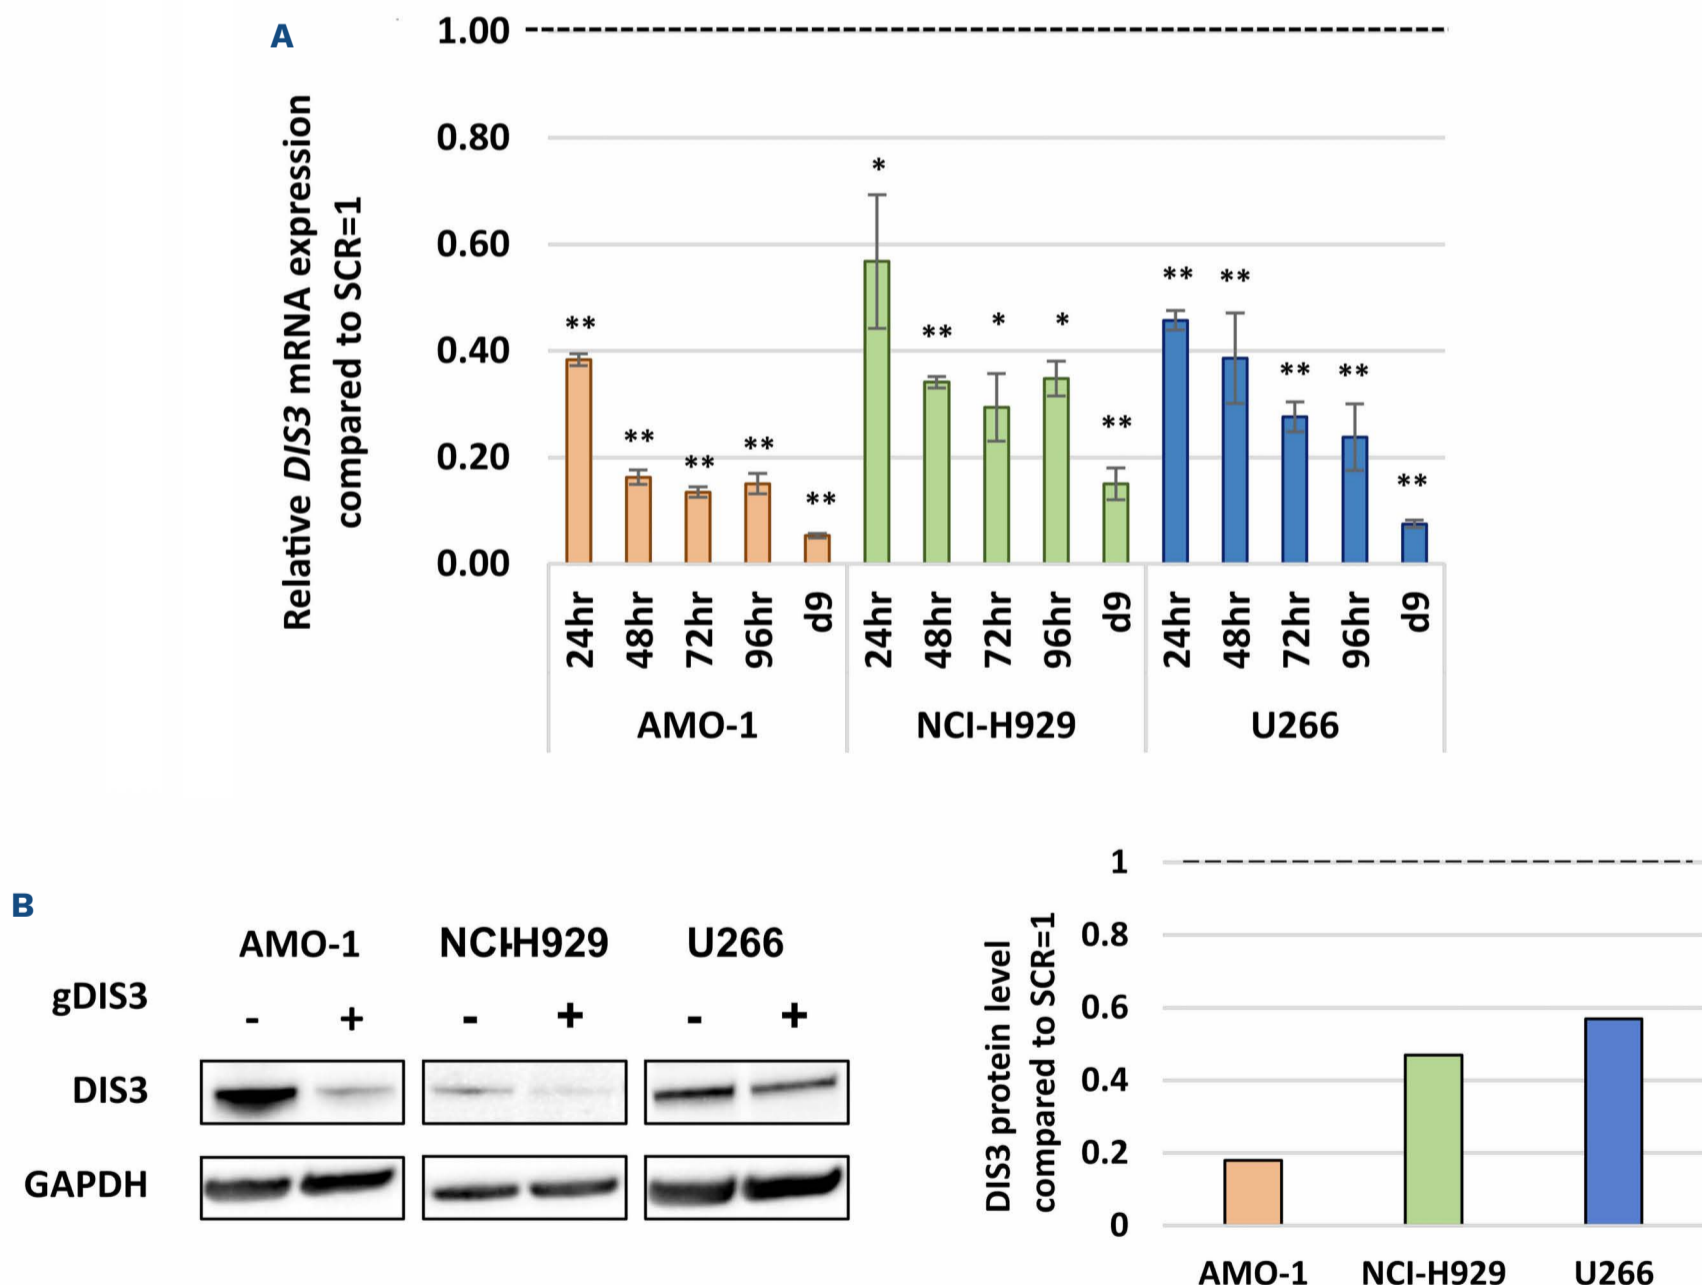 A
Relative DIS3 mRNA expression
compared to SCR=1
1.00
0.80
0.60
0.40
0.20
0.00
** ** ** ** **
* ** * * **
** ** ** ** **
24hr 48hr 72hr 96hr d9 24hr 48hr 72hr 96hr d9 24hr 48hr 72hr 96hr d9
AMO-1 NCI-H929 U266
B
AMO-1 NCI-H929 U266
gDIS3
- + - + - +
DIS3
GAPDH
DIS3 protein level
compared to SCR=1
1
0.8
0.6
0.4
0.2
0
AMO-1 NCI-H929 U266